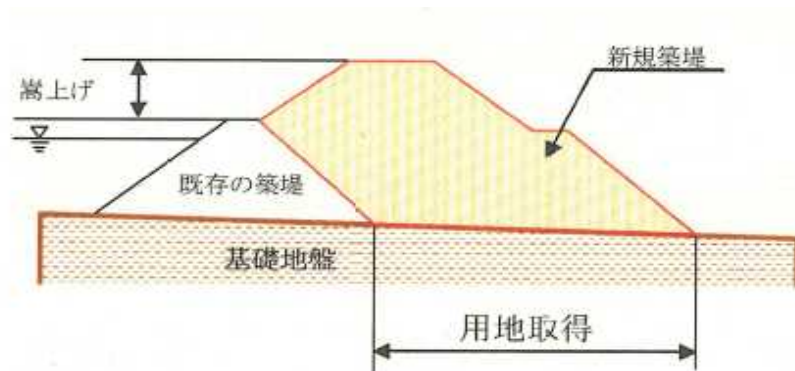 新規築堤
嵩上げ
既存の築堤
基礎地盤
用地取得